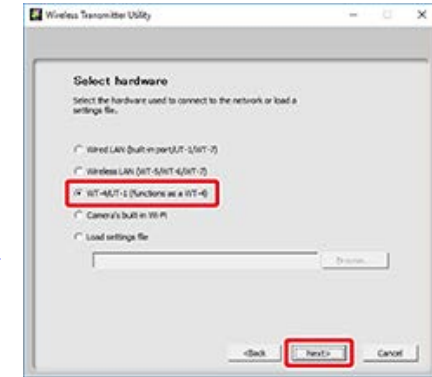 Wireless Transmitter Utility
Select hardware
Select the hardware used to connect to the network or load a
settings file.
Wired LAN (built-in port/UT-1/WT-7)
Wireless LAN (WT-5/WT-6/WT-7)
WT-4/UT-1 (functions as a WT-4)
Camera's built-in Wi-Fi
Load settings file
Browse...
<Back
Next>
Cancel